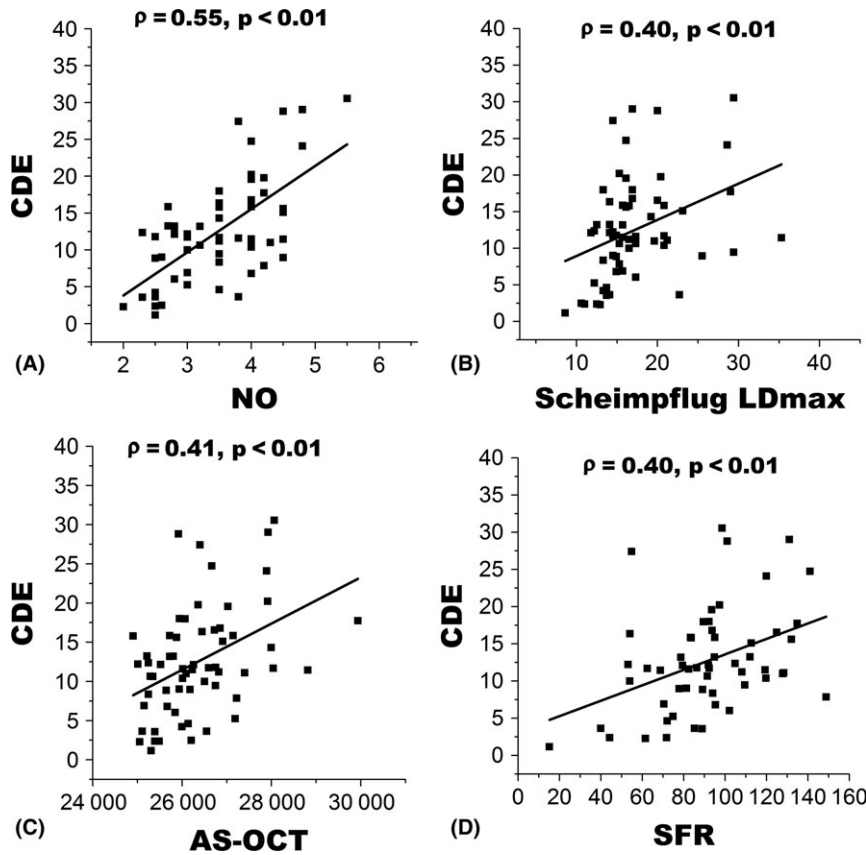 ρ = 0.55, p < 0.01
40
35
30
25
20
15
10
5
0
CDE
2 3 4 5 6
(A)
NO
ρ = 0.40, p < 0.01
40
35
30
25
20
15
10
5
0
CDE
10 20 30 40
(B)
Scheimpflug LDmax
ρ = 0.41, p < 0.01
40
35
30
25
20
15
10
5
0
CDE
24 000 26 000 28 000 30 000
(C)
AS-OCT
ρ = 0.40, p < 0.01
40
35
30
25
20
15
10
5
0
CDE
0 20 40 60 80 100 120 140 160
(D)
SFR